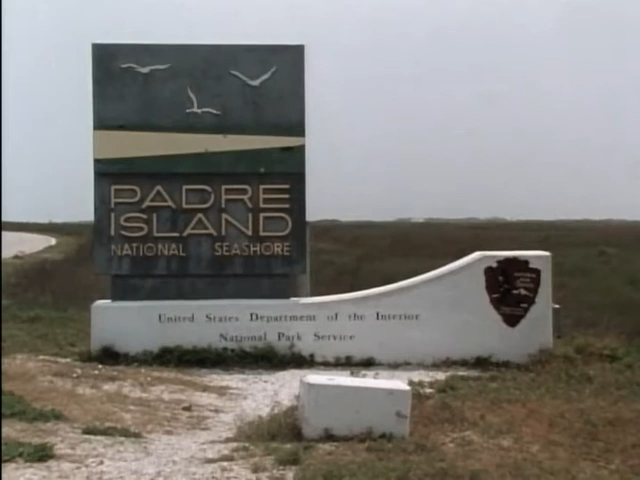 PADRE
ISLAND
NATIONAL SEASHORE
United States Department of the Interior
National Park Service